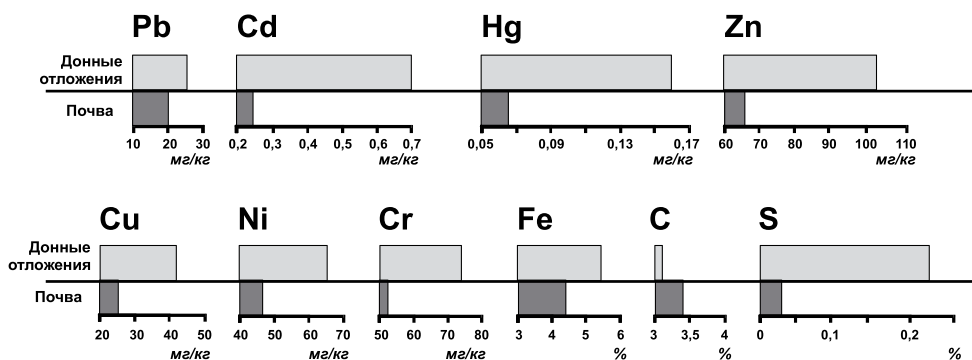 Pb Cd Hg Zn
Донные
отложения
Почва
10 20 30 0,2 0,3 0,4 0,5 0,6 0,7 0,05 0,09 0,13 0,17 60 70 80 90 100 110
мг/кг мг/кг мг/кг мг/кг
Cu Ni Cr Fe C S
Донные
отложения
Почва
20 30 40 50 40 50 60 70 50 60 70 80 3 4 5 6 3 3,5 4 0 0,1 0,2
мг/кг мг/кг мг/кг % % %